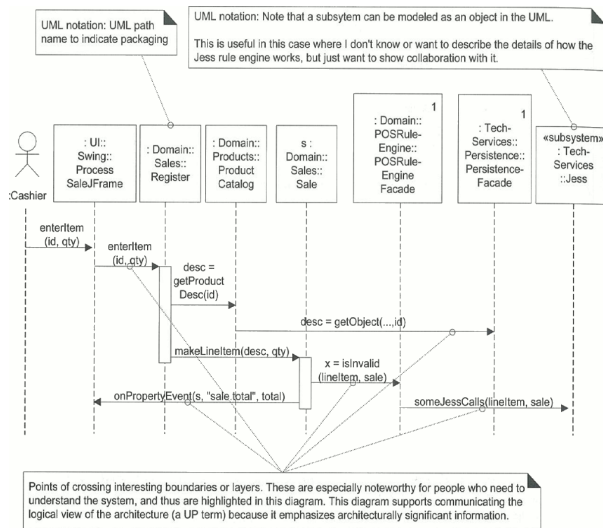 UML notation: UML path
name to indicate packaging
UML notation: Note that a subsytem can be modeled as an object in the UML.
This is useful in this case where I don't know or want to describe the details of how the
Jess rule engine works, but just want to show collaboration with it.
:Cashier
: UI::
Swing::
Process
SaleJFrame
: Domain::
Sales::
Register
: Domain::
Products::
Product
Catalog
s :
Domain::
Sales::
Sale
1
: Domain::
POSRule-
Engine::
POSRule-
Engine
Facade
1
: Tech-
Services::
Persistence::
Persistence-
Facade
«subsystem»
: Tech-
Services
::Jess
enterItem
(id, qty)
enterItem
(id, qty)
desc =
getProduct
Desc(id)
desc = getObject(...,id)
makeLineItem(desc, qty)
x = isInvalid
(lineItem, sale)
onPropertyEvent(s, "sale.total", total)
someJessCalls(lineItem, sale)
Points of crossing interesting boundaries or layers. These are especially noteworthy for people who need to
understand the system, and thus are highlighted in this diagram. This diagram supports communicating the
logical view of the architecture (a UP term) because it emphasizes architecturally significant information.